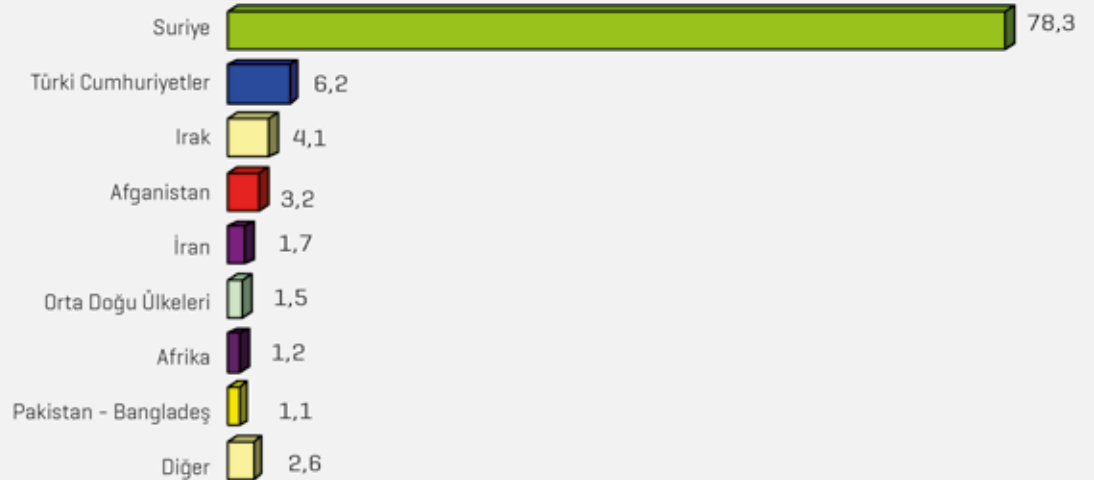 Suriye 78,3
Türki Cumhuriyetler 6,2
Irak 4,1
Afganistan 3,2
İran 1,7
Orta Doğu Ülkeleri 1,5
Afrika 1,2
Pakistan - Bangladeş 1,1
Diğer 2,6